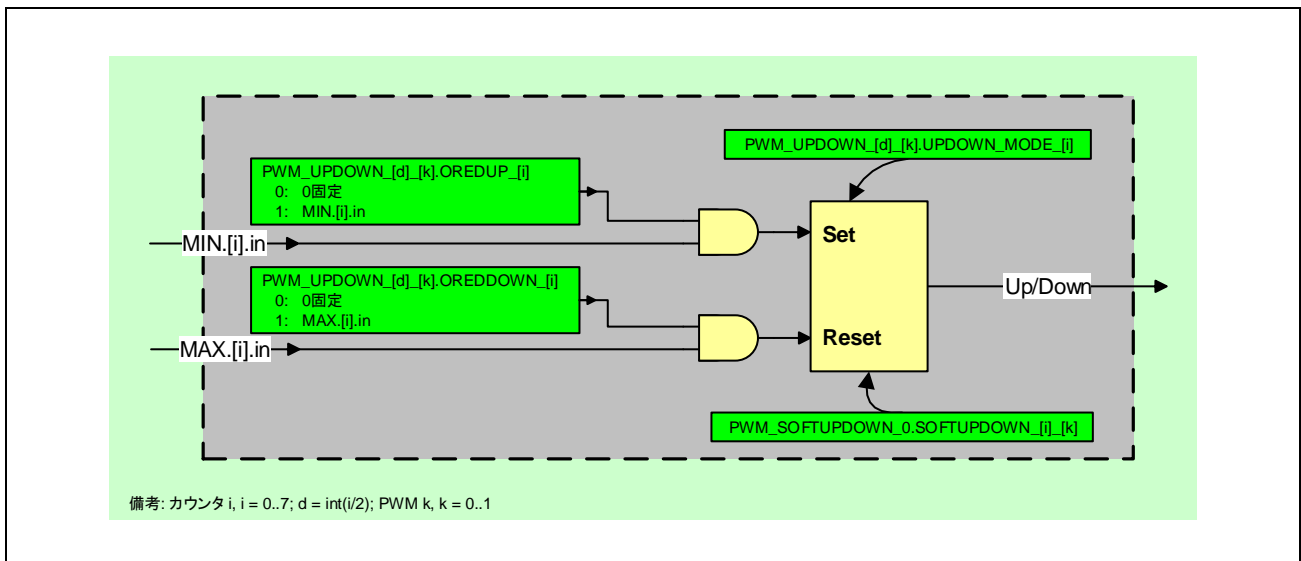 PWM_UPDOWN_[d]_[k].UPDOWN_MODE_[i]
PWM_UPDOWN_[d]_[k].OREDUP_[i]
0: 0固定
1: MIN.[i].in
MIN.[i].in
Set
PWM_UPDOWN_[d]_[k].OREDDOWN_[i]
0: 0固定
1: MAX.[i].in
Up/Down
MAX.[i].in
Reset
PWM_SOFTUPDOWN_0.SOFTUPDOWN_[i]_[k]
備考: カウンタ i, i = 0..7; d = int(i/2); PWM k, k = 0..1